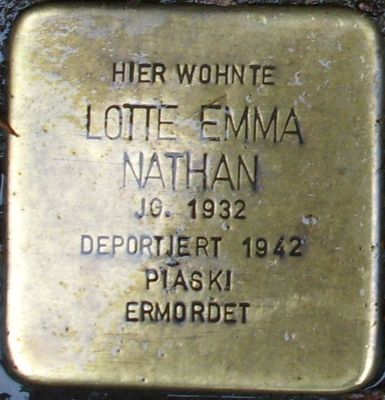 HIER WOHNTE
LOTTE EMMA
NATHAN
JG. 1932
DEPORTIERT 1942
PIASKI
ERMORDET